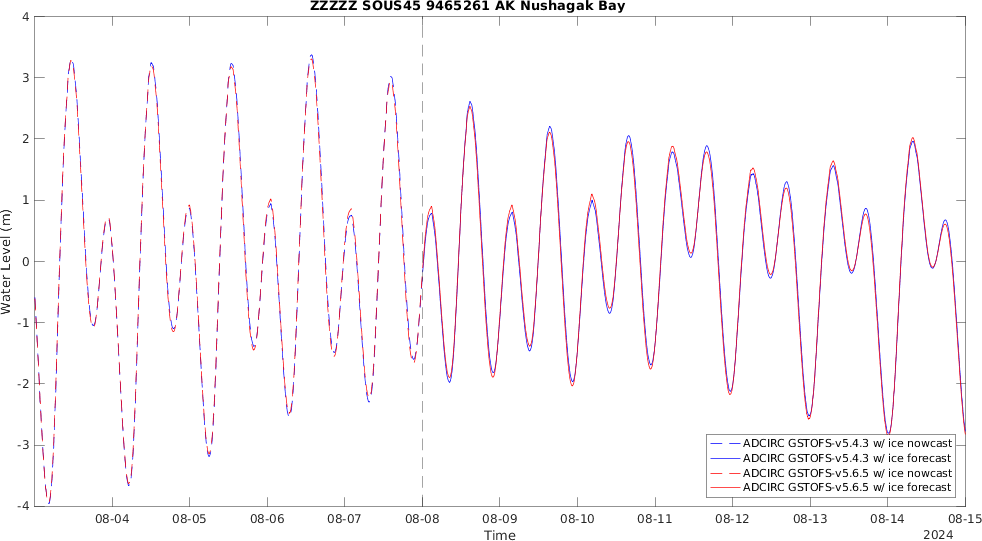 ZZZZZ SOUS45 9465261 AK Nushagak Bay
Water Level (m)
4
3
2
1
0
-1
-2
-3
-4
ADCIRC GSTOFS-v5.4.3 w/ ice nowcast
ADCIRC GSTOFS-v5.4.3 w/ ice forecast
ADCIRC GSTOFS-v5.6.5 w/ ice nowcast
ADCIRC GSTOFS-v5.6.5 w/ ice forecast
08-04 08-05 08-06 08-07 08-08 08-09 08-10 08-11 08-12 08-13 08-14 08-15
Time
2024